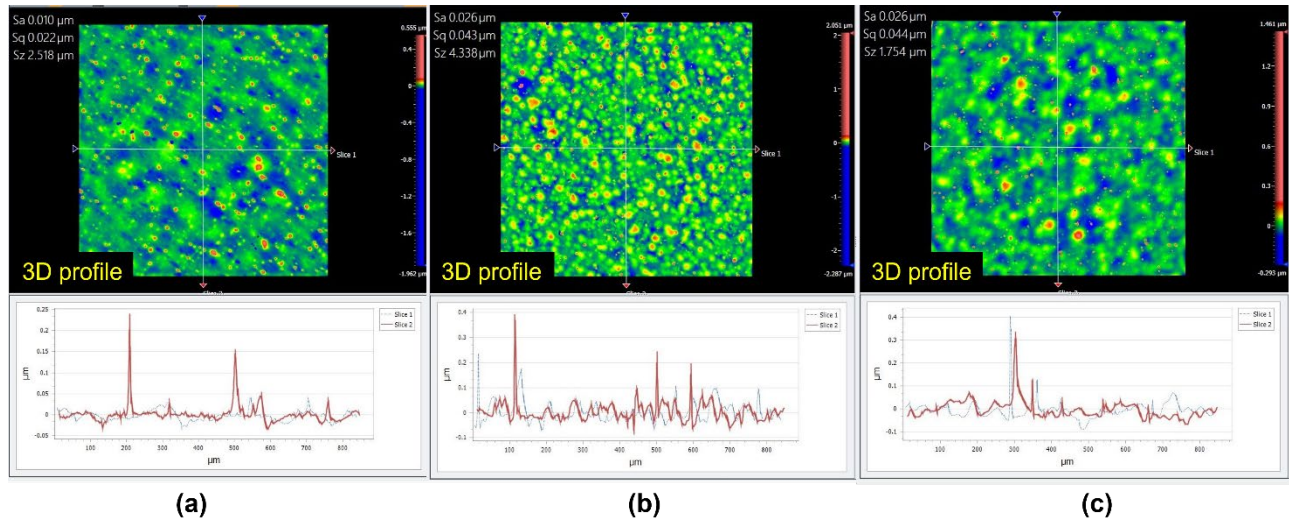 Sa 0.010 µm
Sq 0.022 µm
Sz 2.518 µm
0.555 µm
0.4
0
-0.4
-0.8
-1.2
-1.6
-1.962 µm
Slice 1
3D profile
0.25
0.2
0.15
0.1
0.05
0
-0.05
µm
100 200 300 400 500 600 700 800
µm
Slice 1
Slice 2
(a)
Sa 0.026 µm
Sq 0.043 µm
Sz 4.338 µm
2.051 µm
2
1
0
-1
-2
-2.287 µm
Slice 1
3D profile
0.4
0.3
0.2
0.1
0
-0.1
µm
100 200 300 400 500 600 700 800
µm
Slice 1
Slice 2
(b)
Sa 0.026 µm
Sq 0.044 µm
Sz 1.754 µm
1.461 µm
1.2
0.9
0.6
0.3
0
-0.293 µm
Slice 1
3D profile
0.4
0.3
0.2
0.1
0
-0.1
µm
100 200 300 400 500 600 700 800
µm
Slice 1
Slice 2
(c)